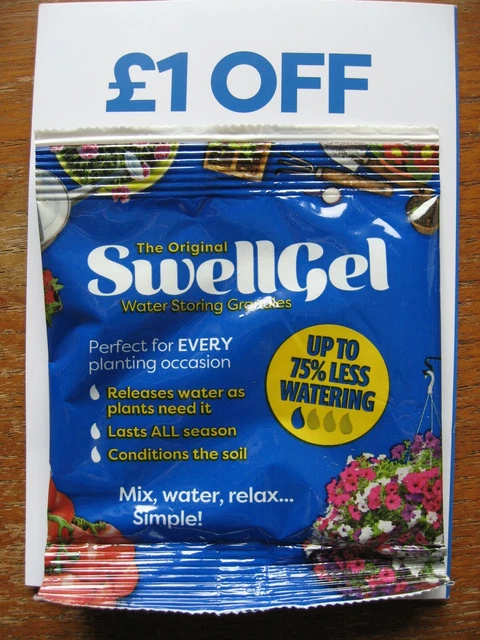 £1 OFF
The Original
SwellGel
Water Storing Granules
Perfect for EVERY
planting occasion
Releases water as
plants need it
Lasts ALL season
Conditions the soil
UP TO
75% LESS
WATERING
Mix, water, relax...
Simple!